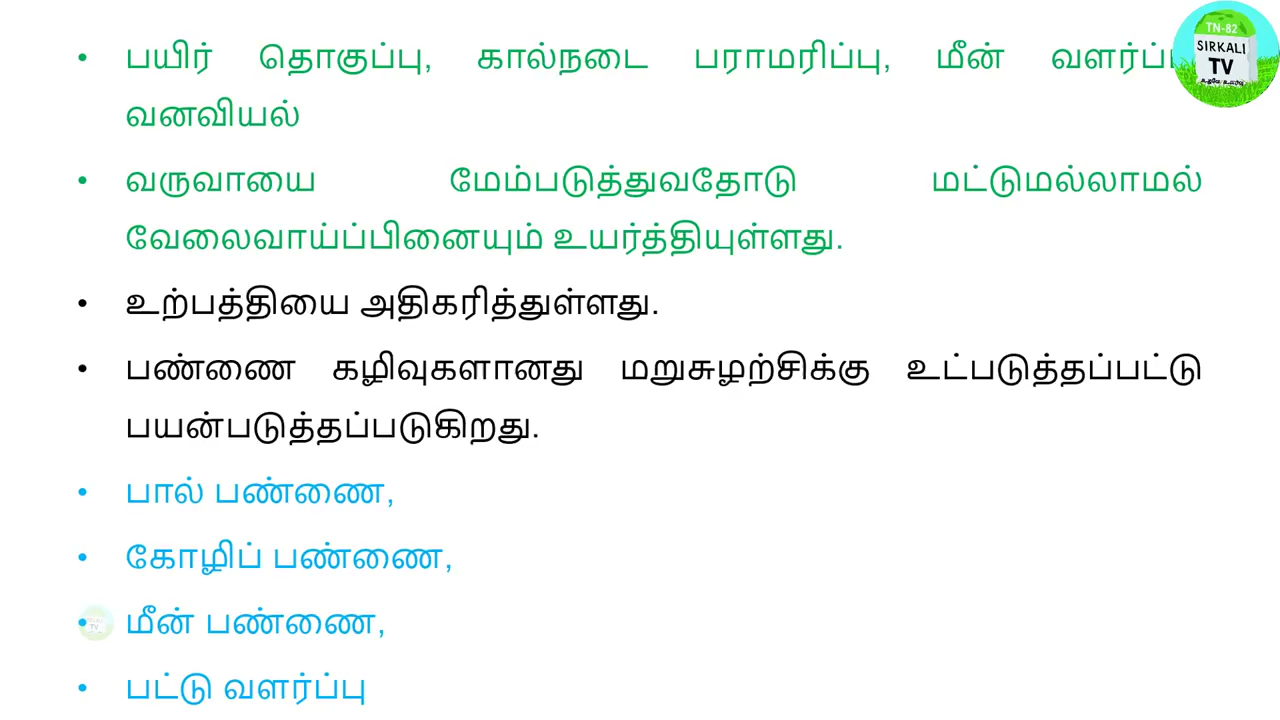 • பயிர் தொகுப்பு, கால்நடை பராமரிப்பு, மீன்
வனவியல்
• வருவாயை மேம்படுத்துவதோடு மட்டுமல்லாமல்
வேலைவாய்ப்பினையும் உயர்த்தியுள்ளது.
• உற்பத்தியை அதிகரித்துள்ளது.
• பண்ணை கழிவுகளானது மறுசுழற்சிக்கு உட்படுத்தப்பட்டு
பயன்படுத்தப்படுகிறது.
• பால் பண்ணை,
• கோழிப் பண்ணை,
• மீன் பண்ணை,
• பட்டு வளர்ப்பு
TN-82
SIRKALI
TV